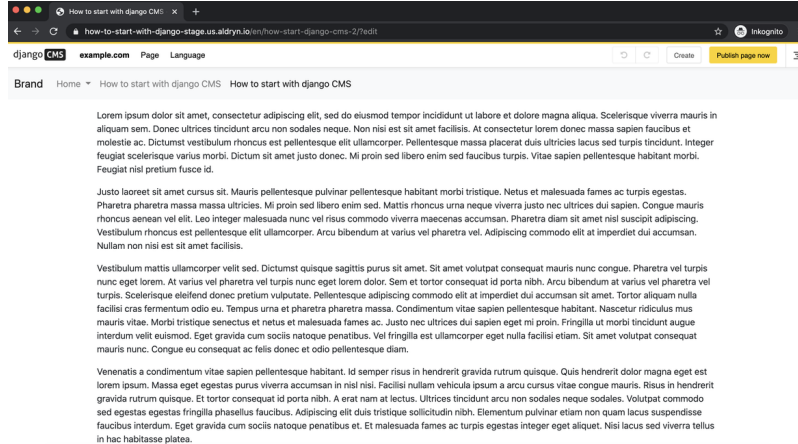 How to start with django CMS
how-to-start-with-django-stage.us.aldryn.io/en/how-start-django-cms-2/?edit
Inkognito
django CMS example.com Page Language Create Publish page now
Brand Home How to start with django CMS How to start with django CMS
Lorem ipsum dolor sit amet, consectetur adipiscing elit, sed do eiusmod tempor incididunt ut labore et dolore magna aliqua. Scelerisque viverra mauris in
aliquam sem. Donec ultrices tincidunt arcu non sodales neque. Non nisi est sit amet facilisis. At consectetur lorem donec massa sapien faucibus et
molestie ac. Dictumst vestibulum rhoncus est pellentesque elit ullamcorper. Pellentesque massa placerat duis ultricies lacus sed turpis tincidunt. Integer
feugiat scelerisque varius morbi. Dictum sit amet justo donec. Mi proin sed libero enim sed faucibus turpis. Vitae sapien pellentesque habitant morbi.
Feugiat nisl pretium fusce id.
Justo laoreet sit amet cursus sit. Mauris pellentesque pulvinar pellentesque habitant morbi tristique. Netus et malesuada fames ac turpis egestas.
Pharetra pharetra massa massa ultricies. Mi proin sed libero enim sed. Mattis rhoncus urna neque viverra justo nec ultrices dui sapien. Congue mauris
rhoncus aenean vel elit. Leo integer malesuada nunc vel risus commodo viverra maecenas accumsan. Pharetra diam sit amet nisl suscipit adipiscing.
Vestibulum rhoncus est pellentesque elit ullamcorper. Arcu bibendum at varius vel pharetra vel. Adipiscing commodo elit at imperdiet dui accumsan.
Nullam non nisi est sit amet facilisis.
Vestibulum mattis ullamcorper velit sed. Dictumst quisque sagittis purus sit amet. Sit amet volutpat consequat mauris nunc congue. Pharetra vel turpis
nunc eget lorem. At varius vel pharetra vel turpis nunc eget lorem dolor. Sem et tortor consequat id porta nibh. Arcu bibendum at varius vel pharetra vel
turpis. Scelerisque eleifend donec pretium vulputate. Pellentesque adipiscing commodo elit at imperdiet dui accumsan sit amet. Tortor aliquam nulla
facilisi cras fermentum odio eu. Tempus urna et pharetra pharetra massa. Condimentum vitae sapien pellentesque habitant. Nascetur ridiculus mus
mauris vitae. Morbi tristique senectus et netus et malesuada fames ac. Justo nec ultrices dui sapien eget mi proin. Fringilla ut morbi tincidunt augue
interdum velit euismod. Eget gravida cum sociis natoque penatibus. Vel fringilla est ullamcorper eget nulla facilisi etiam. Sit amet volutpat consequat
mauris nunc. Congue eu consequat ac felis donec et odio pellentesque diam.
Venenatis a condimentum vitae sapien pellentesque habitant. Id semper risus in hendrerit gravida rutrum quisque. Quis hendrerit dolor magna eget est
lorem ipsum. Massa eget egestas purus viverra accumsan in nisl nisi. Facilisi nullam vehicula ipsum a arcu cursus vitae congue mauris. Risus in hendrerit
gravida rutrum quisque. Et tortor consequat id porta nibh. A erat nam at lectus. Ultrices tincidunt arcu non sodales neque sodales. Volutpat commodo
sed egestas egestas fringilla phasellus faucibus. Adipiscing elit duis tristique sollicitudin nibh. Elementum pulvinar etiam non quam lacus suspendisse
faucibus interdum. Eget gravida cum sociis natoque penatibus et. Et malesuada fames ac turpis egestas integer eget aliquet. Nisi lacus sed viverra tellus
in hac habitasse platea.